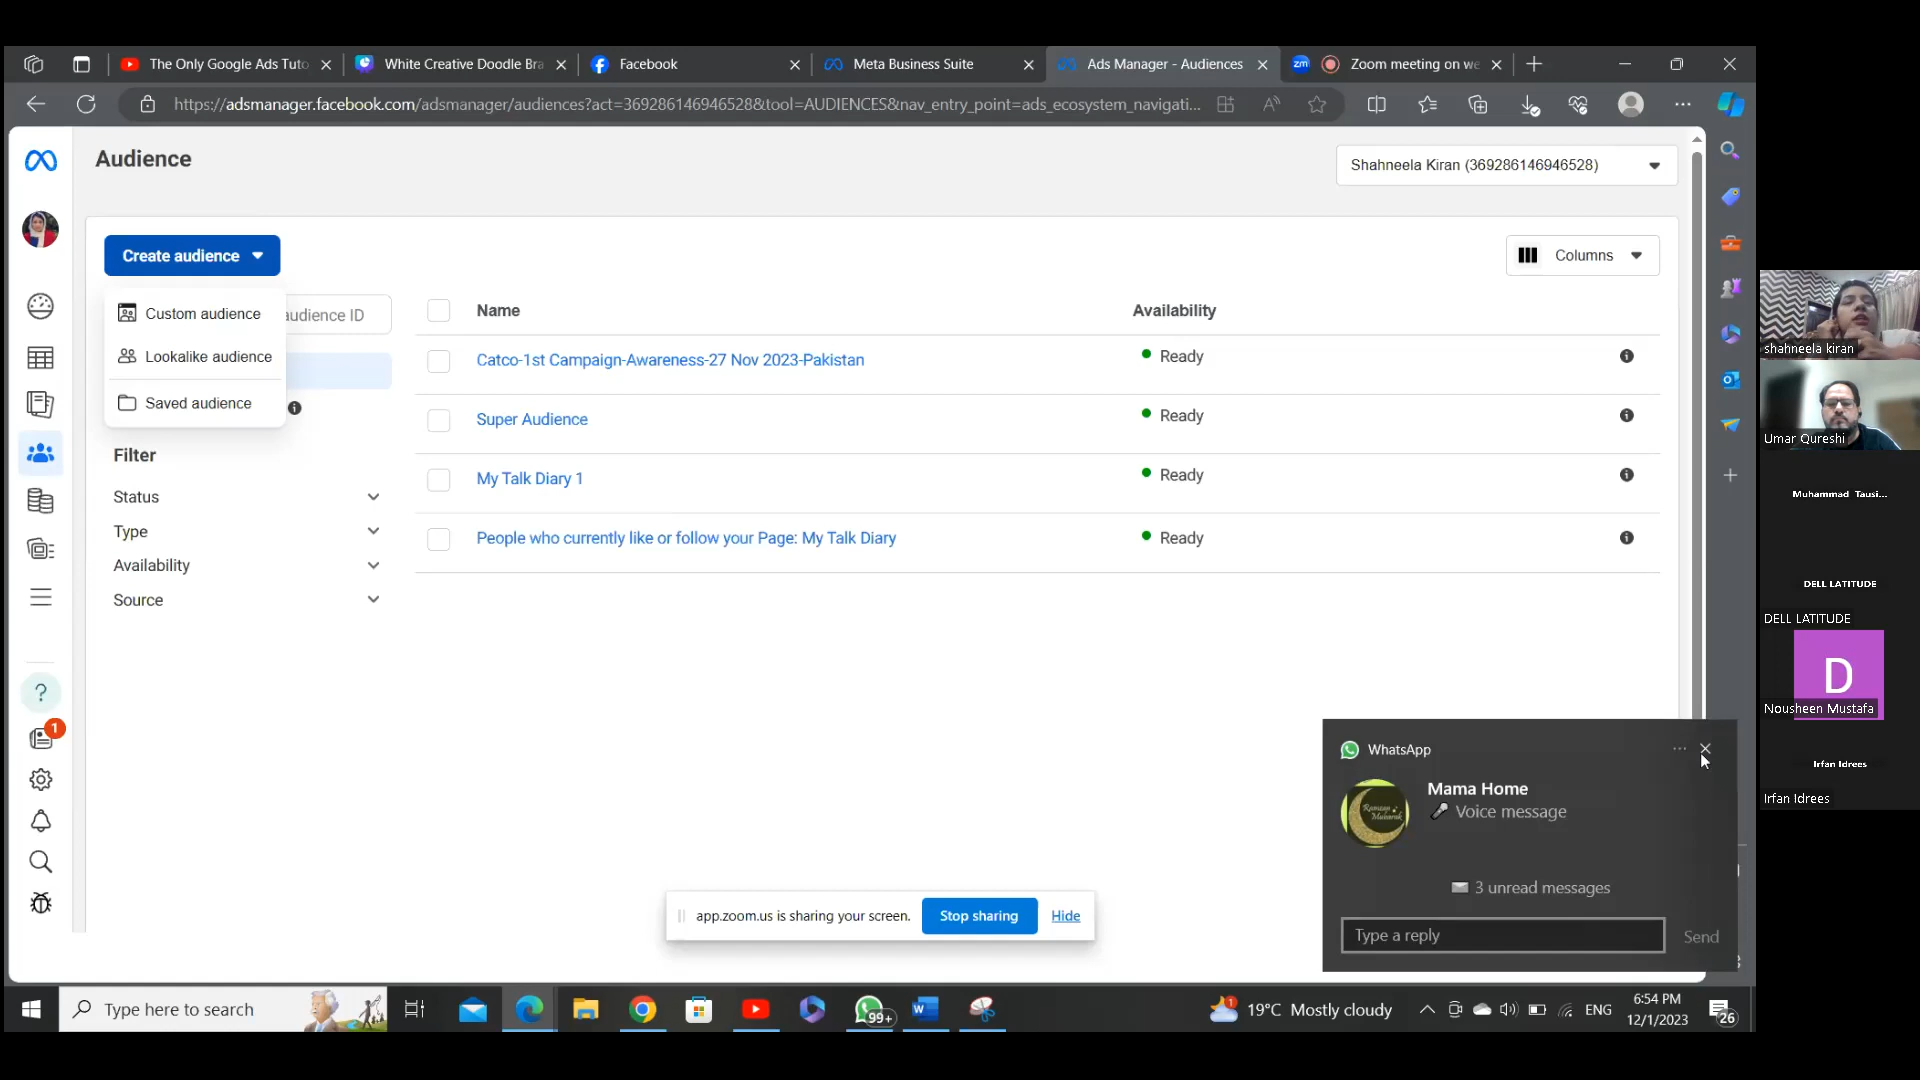 The Only Google Ads Tuto
White Creative Doodle Bra
Facebook
Meta Business Suite
Ads Manager - Audiences
zm
Zoom meeting on we
https://adsmanager.facebook.com/adsmanager/audiences?act=369286146946528&tool=AUDIENCES&nav_entry_point=ads_ecosystem_navigati...
Audience
Shahneela Kiran (369286146946528)
Create audience
Columns
Custom audience
audience ID
Lookalike audience
Saved audience
Name
Availability
Catco-1st Campaign-Awareness-27 Nov 2023-Pakistan
Ready
Super Audience
Ready
My Talk Diary 1
Ready
People who currently like or follow your Page: My Talk Diary
Ready
Filter
Status
Type
Availability
Source
1
shahneela kiran
Umar Qureshi
Muhammad Tausi...
DELL LATITUDE
DELL LATITUDE
D
Nousheen Mustafa
Irfan Idrees
Irfan Idrees
WhatsApp
Mama Home
Voice message
Ramzan
Mubarak
3 unread messages
Type a reply
Send
app.zoom.us is sharing your screen.
Stop sharing
Hide
Type here to search
99+
19°C Mostly cloudy
ENG
6:54 PM
12/1/2023
26